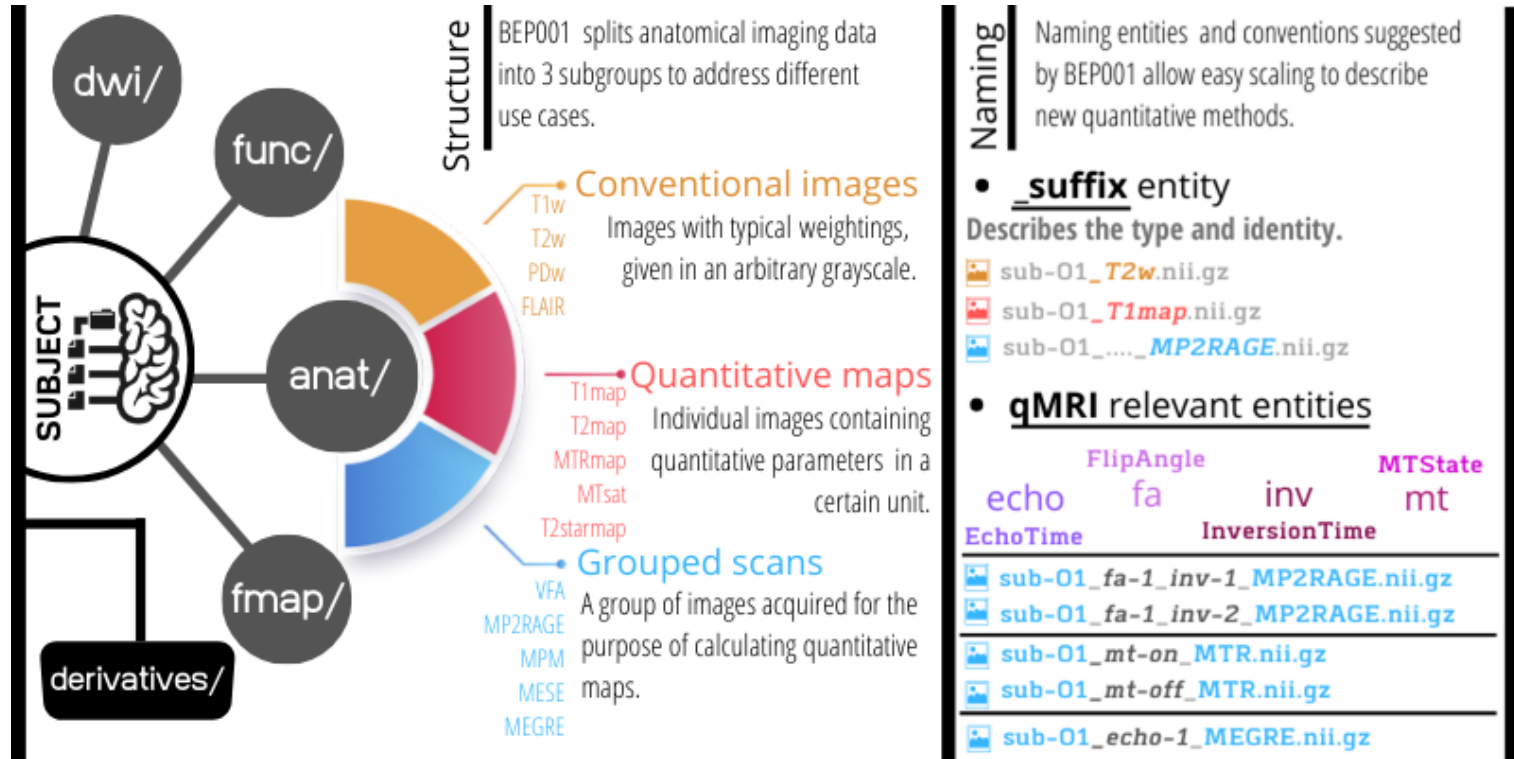 dwi/
func/
SUBJECT
anat/
fmap/
derivatives/
Structure
BEP001 splits anatomical imaging data
into 3 subgroups to address different
use cases.
Conventional images
T1w
T2w
PDw
FLAIR
Images with typical weightings,
given in an arbitrary grayscale.
Quantitative maps
T1map
T2map
MTRmap
MTsat
T2starmap
Individual images containing
quantitative parameters in a
certain unit.
Grouped scans
VFA
MP2RAGE
MPM
MESE
MEGRE
A group of images acquired for the
purpose of calculating quantitative
maps.
Naming
Naming entities and conventions suggested
by BEP001 allow easy scaling to describe
new quantitative methods.
• _suffix entity
Describes the type and identity.
sub-01_T2w.nii.gz
sub-01_T1map.nii.gz
sub-01_...._MP2RAGE.nii.gz
• qMRI relevant entities
FlipAngle
MTState
echo fa inv mt
EchoTime
InversionTime
sub-01_fa-1_inv-1_MP2RAGE.nii.gz
sub-01_fa-1_inv-2_MP2RAGE.nii.gz
sub-01_mt-on_MTR.nii.gz
sub-01_mt-off_MTR.nii.gz
sub-01_echo-1_MEGRE.nii.gz